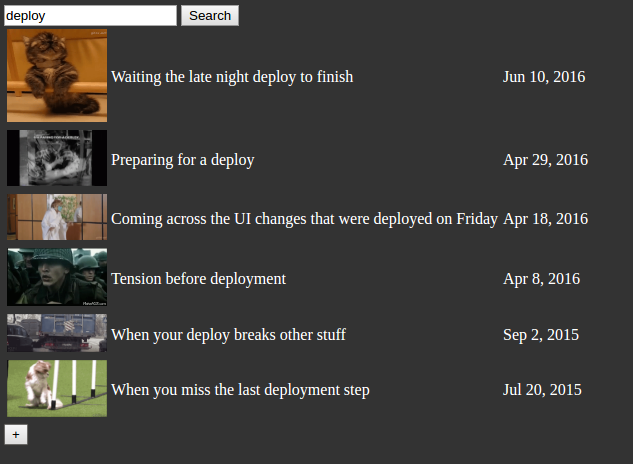 deploy Search
Waiting the late night deploy to finish Jun 10, 2016
Preparing for a deploy Apr 29, 2016
Coming across the UI changes that were deployed on Friday Apr 18, 2016
Tension before deployment Apr 8, 2016
When your deploy breaks other stuff Sep 2, 2015
When you miss the last deployment step Jul 20, 2015
+